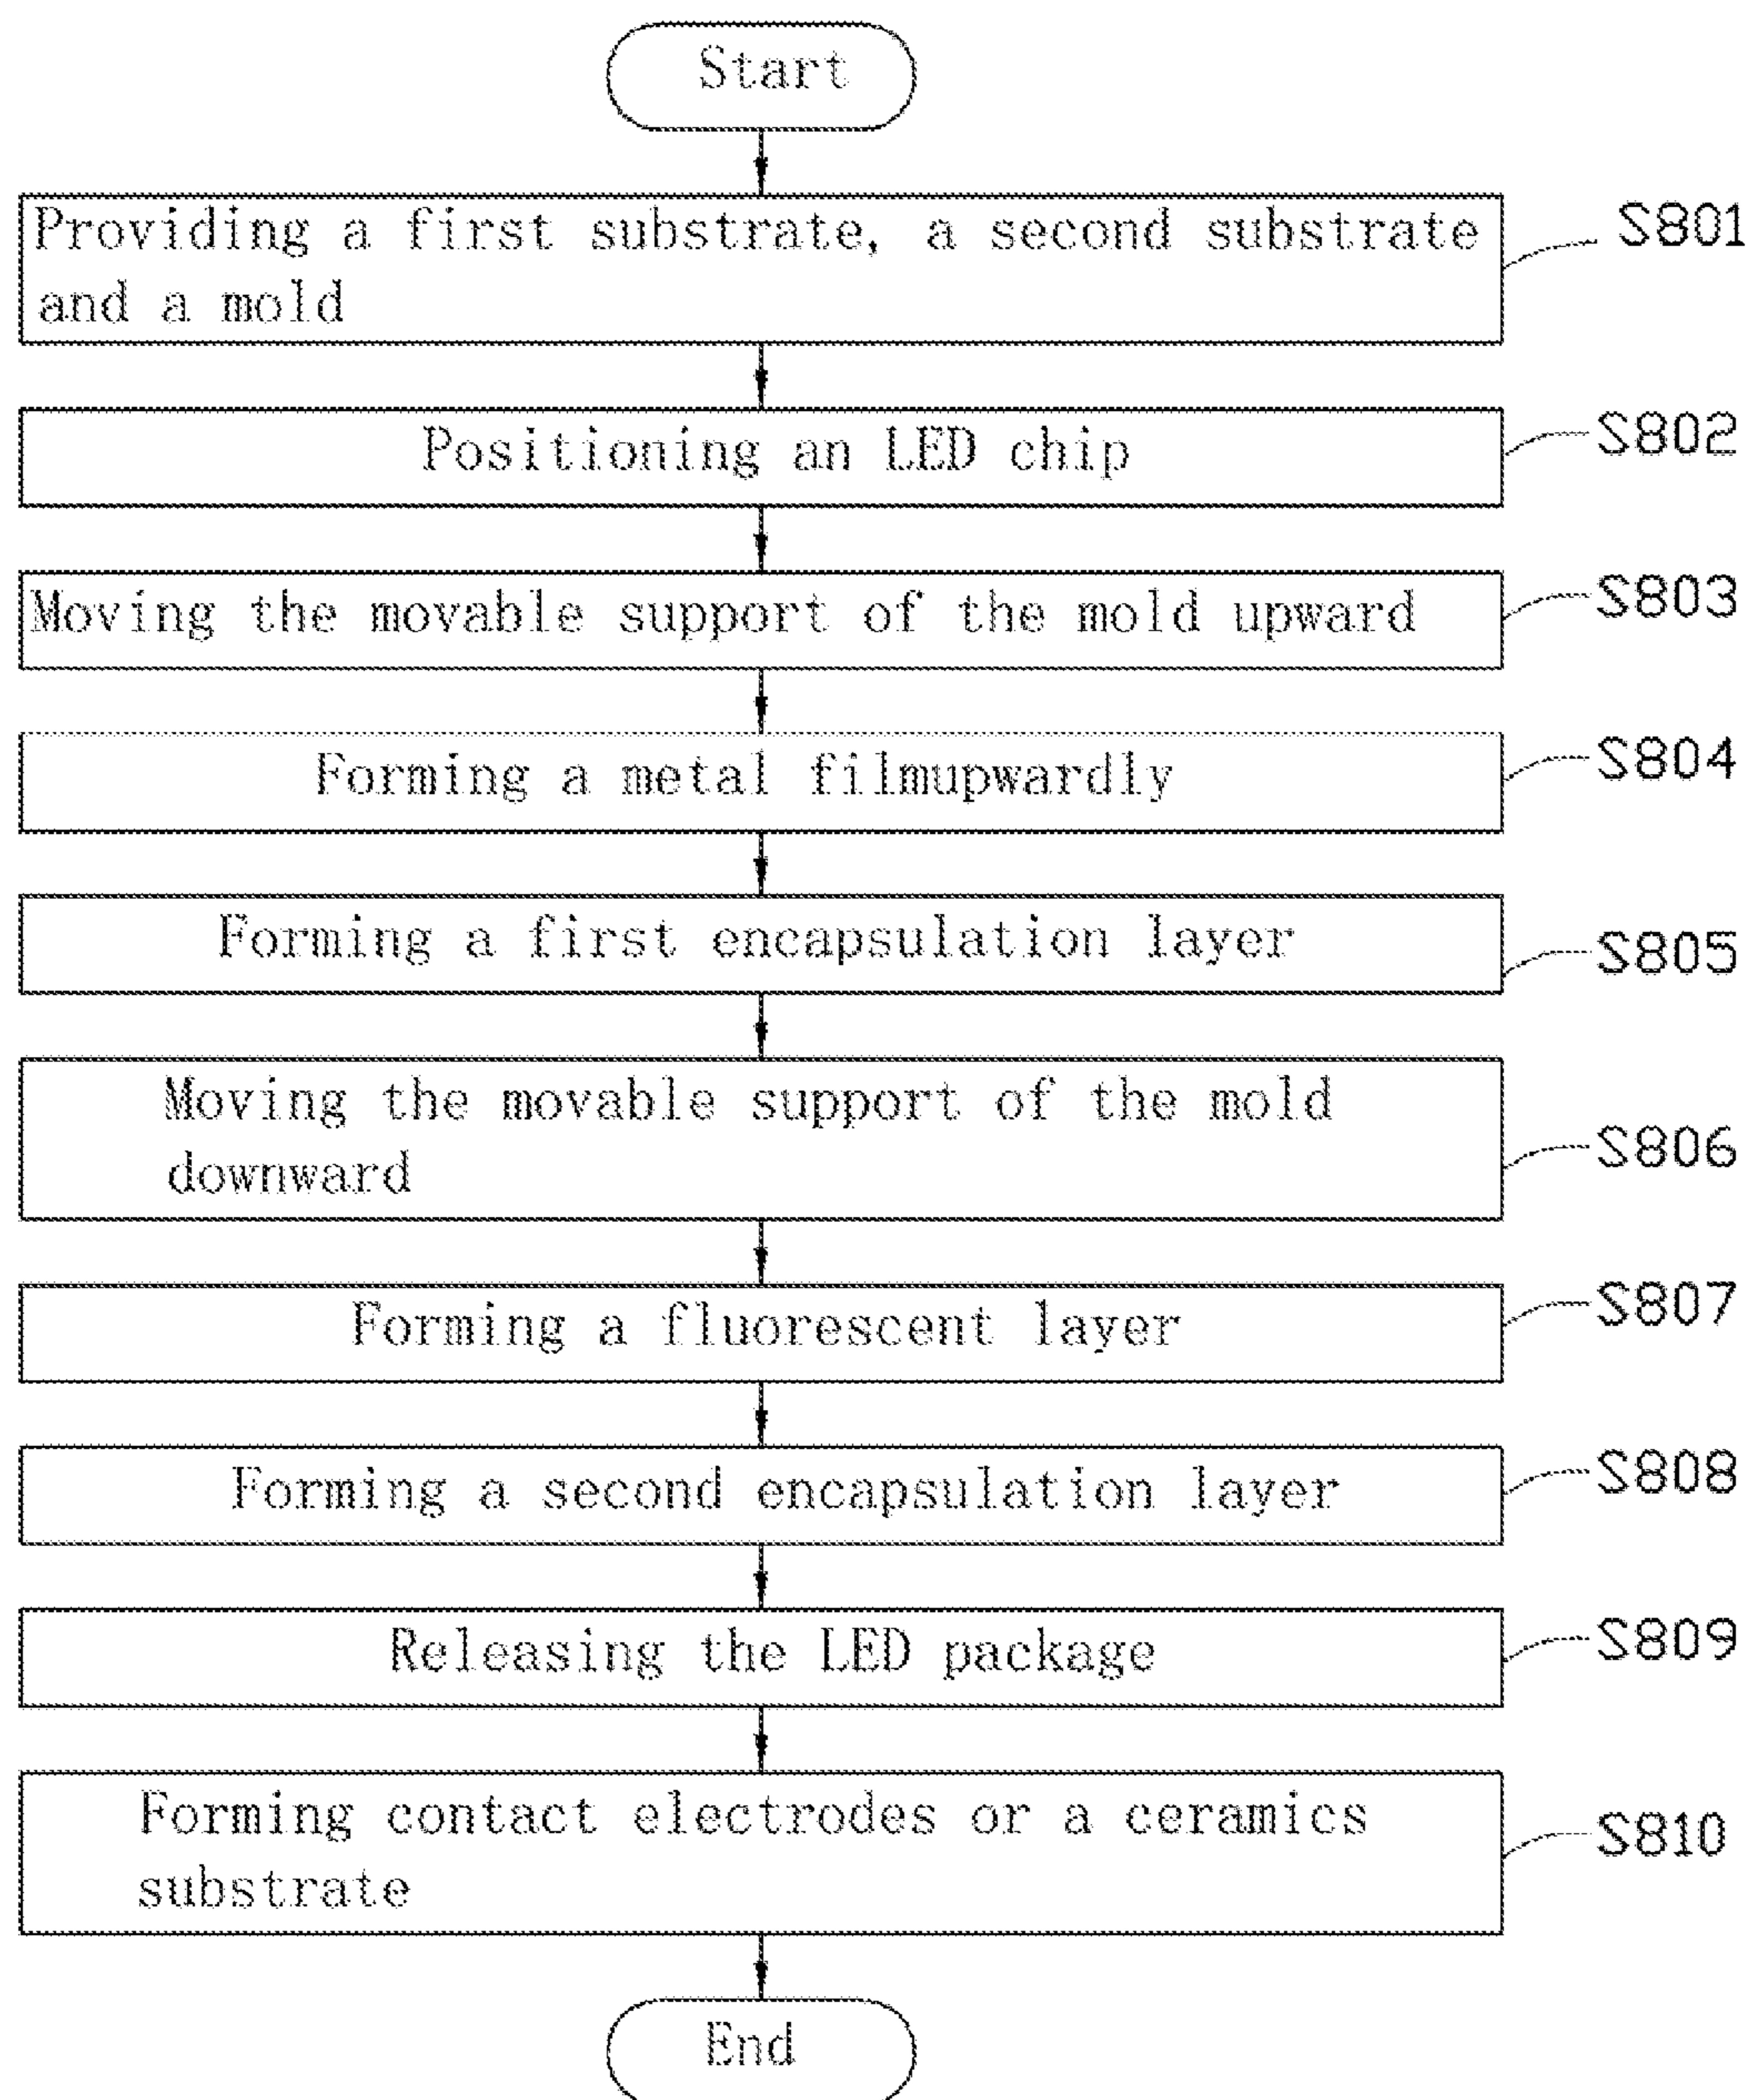 Start
Providing a first substrate, a second substrate
and a mold
S801
Positioning an LED chip
S802
Moving the movable support of the mold upward
S803
Forming a metal filmupwardly
S804
Forming a first encapsulation layer
S805
Moving the movable support of the mold
downward
S806
Forming a fluorescent layer
S807
Forming a second encapsulation layer
S808
Releasing the LED package
S809
Forming contact electrodes or a ceramics
substrate
S810
End